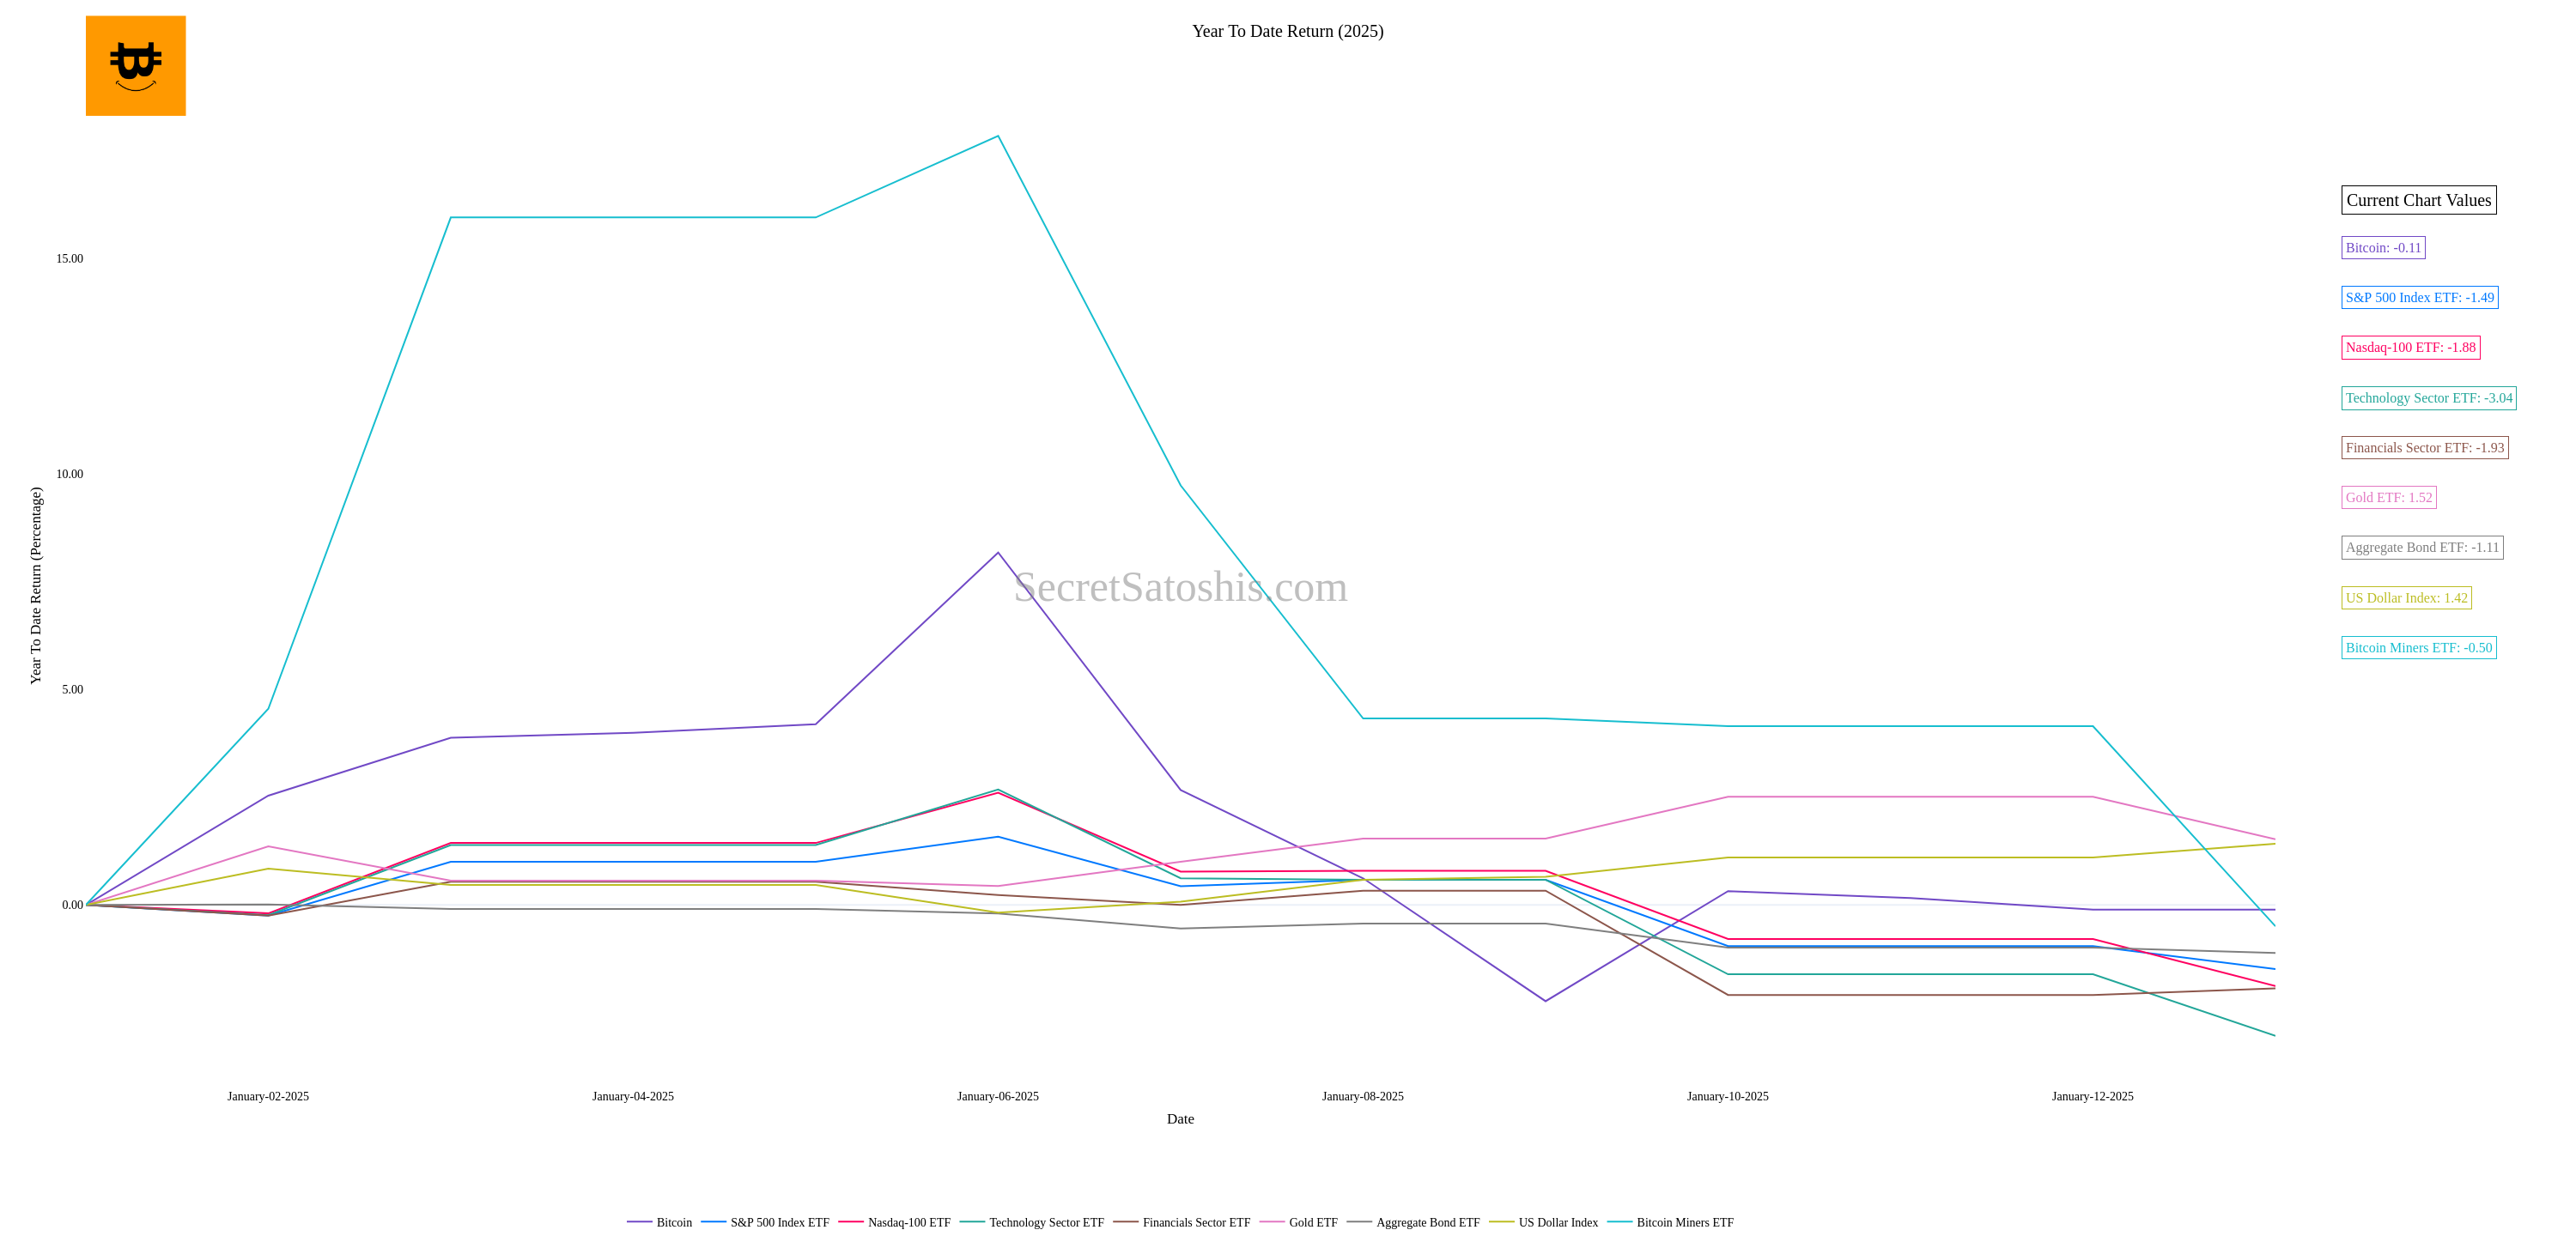 Year To Date Return (2025)
Year To Date Return (Percentage)
15.00
10.00
5.00
0.00
SecretSatoshis.com
Current Chart Values
Bitcoin: -0.11
S&P 500 Index ETF: -1.49
Nasdaq-100 ETF: -1.88
Technology Sector ETF: -3.04
Financials Sector ETF: -1.93
Gold ETF: 1.52
Aggregate Bond ETF: -1.11
US Dollar Index: 1.42
Bitcoin Miners ETF: -0.50
January-02-2025 January-04-2025 January-06-2025 January-08-2025 January-10-2025 January-12-2025
Date
Bitcoin S&P 500 Index ETF Nasdaq-100 ETF Technology Sector ETF Financials Sector ETF Gold ETF Aggregate Bond ETF US Dollar Index Bitcoin Miners ETF